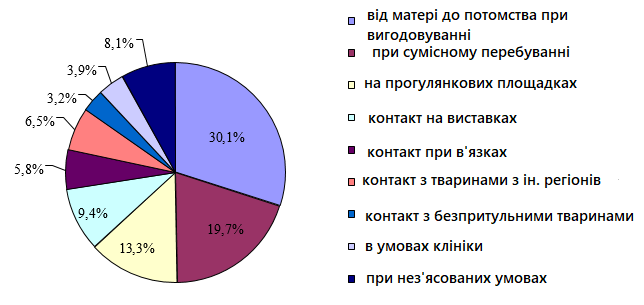 8,1%
3,9%
3,2%
6,5%
5,8%
9,4%
13,3%
19,7%
30,1%
від матері до потомства при
вигодовуванні
при сумісному перебуванні
на прогулянкових площадках
контакт на виставках
контакт при в'язках
контакт з тваринами з ін. регіонів
контакт з безпритульними тваринами
в умовах клініки
при нез'ясованих умовах